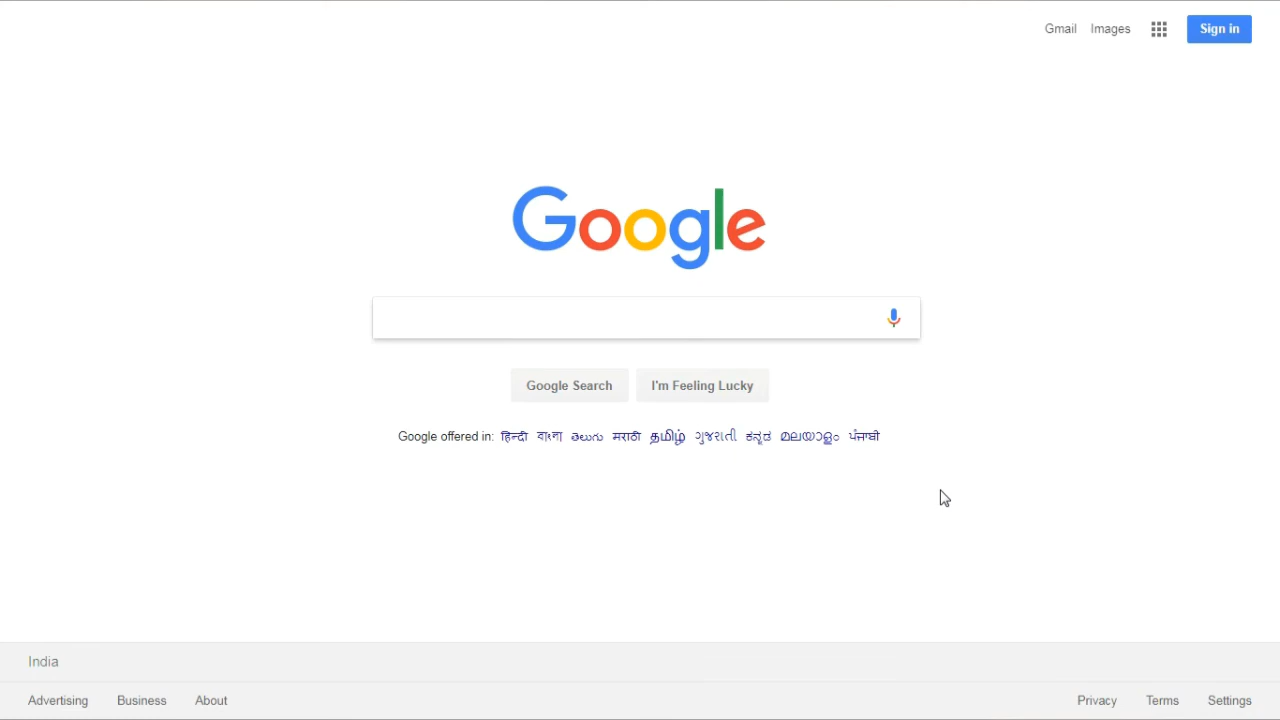 Gmail Images Sign in
Google
Google Search I'm Feeling Lucky
Google offered in: हिन्दी বাংলা తెలుగు मराठी தமிழ் ગુજરાતી ಕನ್ನಡ മലയാളം ਪੰਜਾਬੀ
India
Advertising Business About Privacy Terms Settings